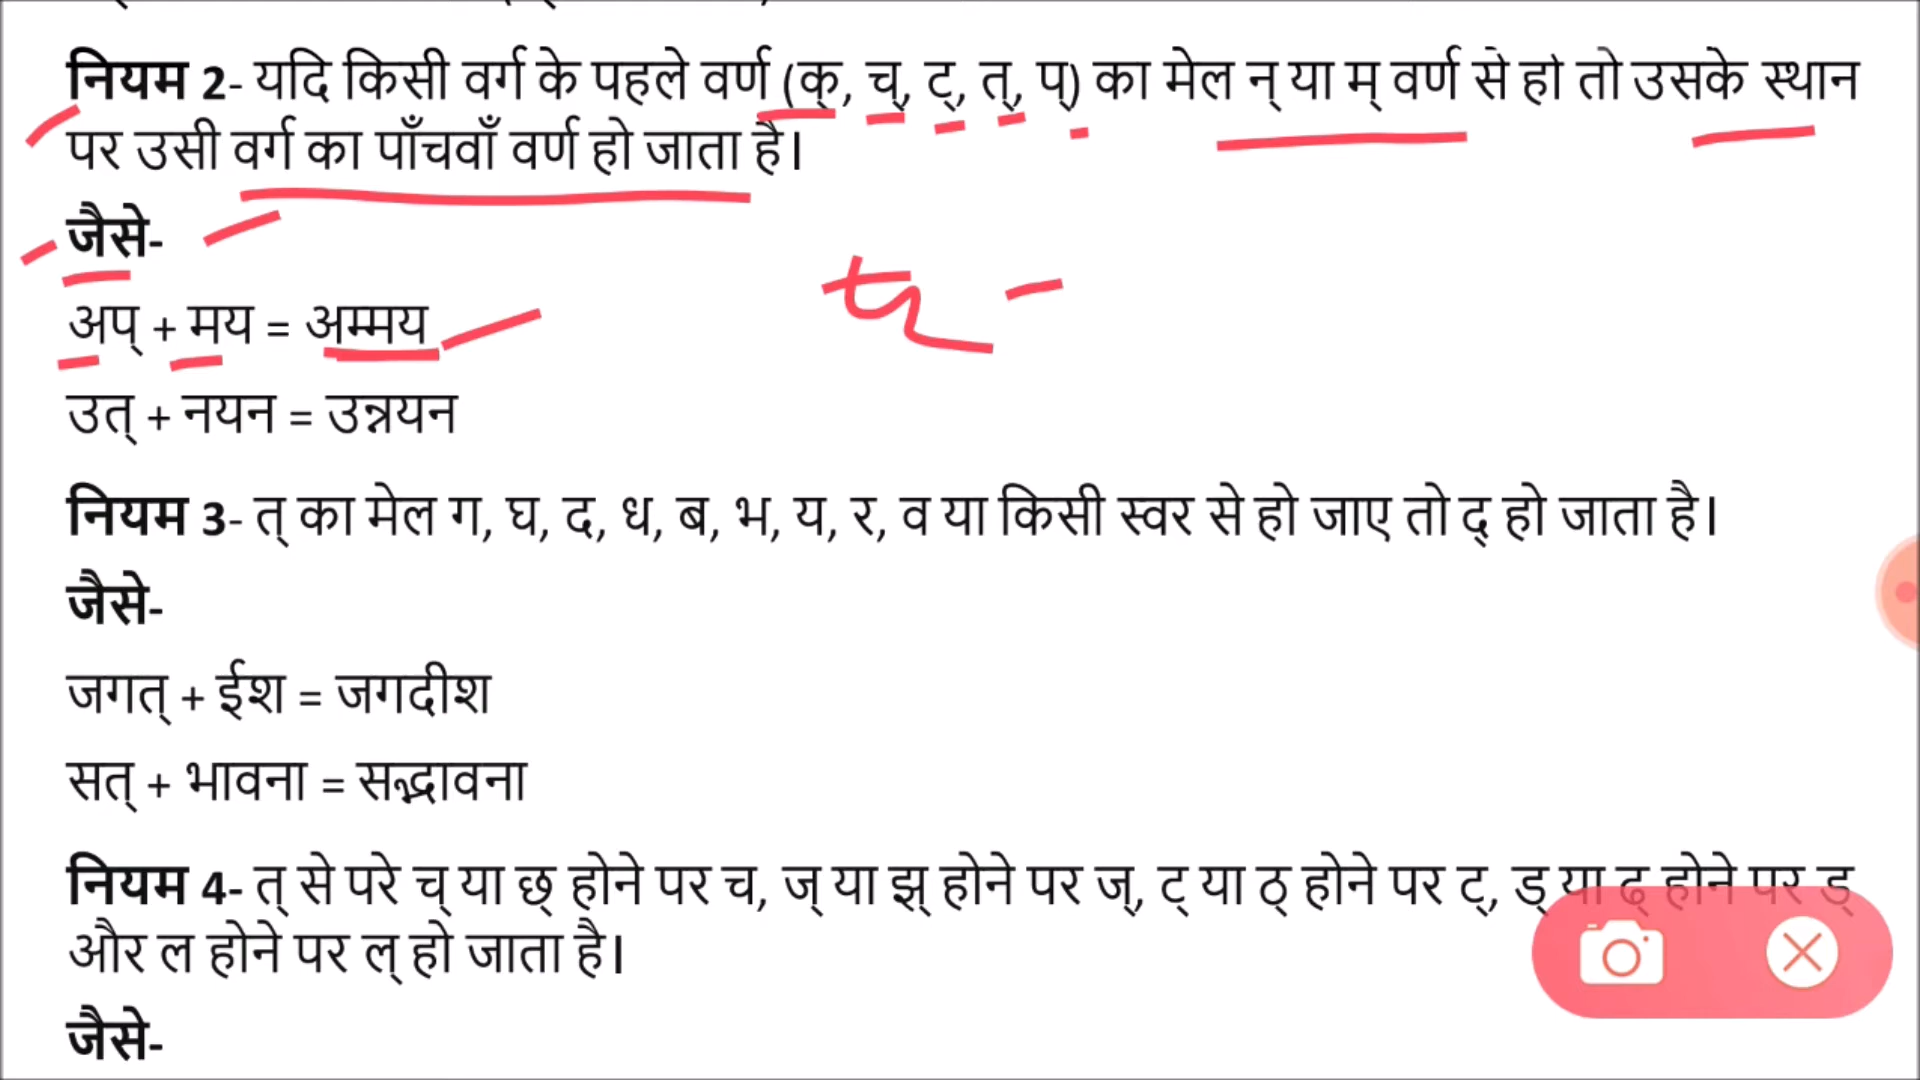 नियम 2- यदि किसी वर्ग के पहले वर्ण (क्, च्, ट्, त्, प्) का मेल न् या म् वर्ण से हो तो उसके स्थान
पर उसी वर्ग का पाँचवाँ वर्ण हो जाता है।
जैसे-
अप् + मय = अम्मय
उत् + नयन = उन्नयन
नियम 3- त् का मेल ग, घ, द, ध, ब, भ, य, र, व या किसी स्वर से हो जाए तो द् हो जाता है।
जैसे-
जगत् + ईश = जगदीश
सत् + भावना = सद्भावना
नियम 4- त् से परे च् या छ् होने पर च, ज् या झ् होने पर ज्, ट् या ठ् होने पर ट्, ड् या ढ् होने पर ड्
और ल होने पर ल् हो जाता है।
जैसे-